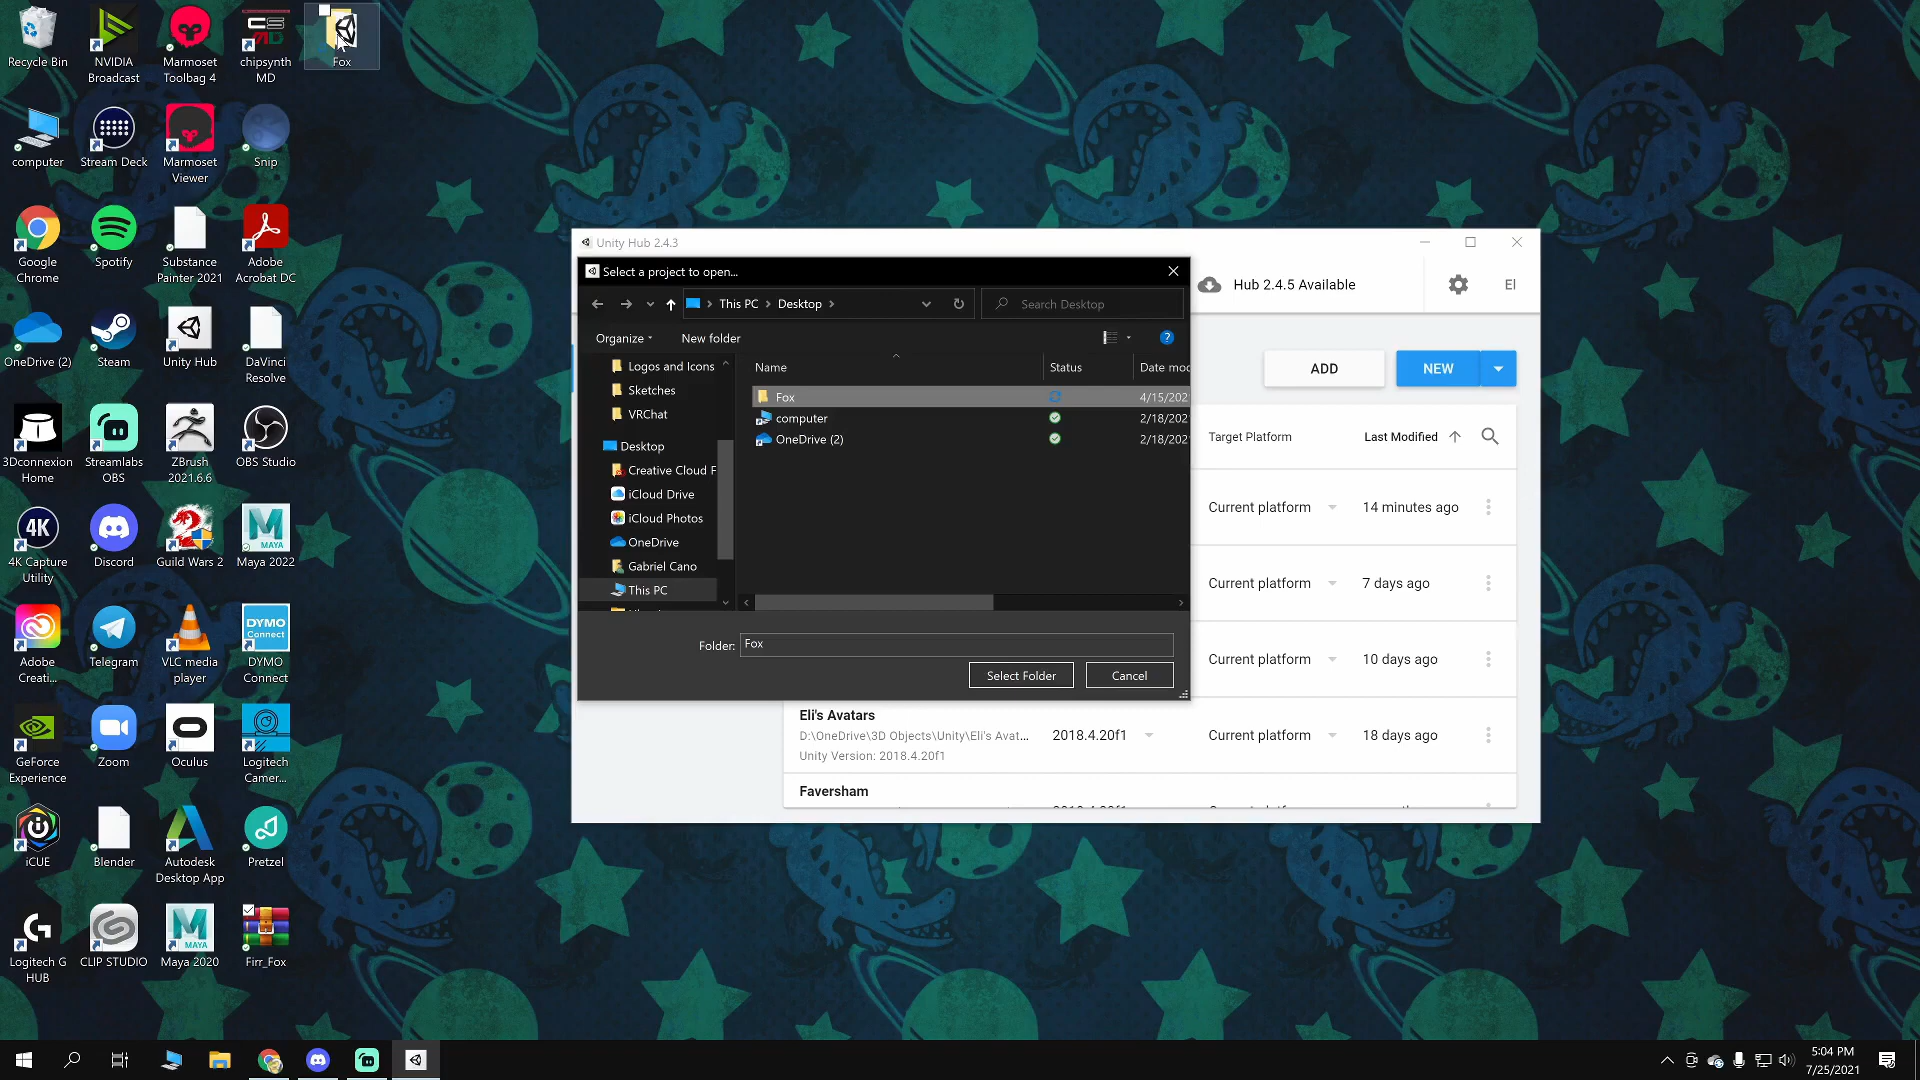 Recycle Bin
NVIDIA
Broadcast
Marmoset
Toolbag 4
chipsynth
MD
Fox
computer
Stream Deck
Marmoset
Viewer
Snip
Google
Chrome
Spotify
Substance
Painter 2021
Adobe
Acrobat DC
OneDrive (2)
Steam
Unity Hub
DaVinci
Resolve
3Dconnexion
Home
Streamlabs
OBS
ZBrush
2021.6.6
OBS Studio
4K
4K Capture
Utility
Discord
Guild Wars 2
MAYA
Maya 2022
Adobe
Creati...
Telegram
VLC media
player
DYMO
Connect
DYMO
Connect
GeForce
Experience
Zoom
Oculus
Logitech
Camer...
iCUE
Blender
Autodesk
Desktop App
Pretzel
Logitech G
HUB
CLIP STUDIO
MAYA
Maya 2020
Firr_Fox
Unity Hub 2.4.3
Select a project to open...
This PC
Desktop
Search Desktop
Organize
New folder
Logos and Icons
Sketches
VRChat
Desktop
Creative Cloud F
iCloud Drive
iCloud Photos
OneDrive
Gabriel Cano
This PC
Name Status Date mod
Fox 4/15/202
computer 2/18/202
OneDrive (2) 2/18/202
Folder: Fox
Select Folder Cancel
Hub 2.4.5 Available
El
ADD NEW
Target Platform Last Modified
Current platform 14 minutes ago
Current platform 7 days ago
Current platform 10 days ago
Eli's Avatars
D:\OneDrive\3D Objects\Unity\Eli's Avat...
Unity Version: 2018.4.20f1
2018.4.20f1 Current platform 18 days ago
Faversham
5:04 PM
7/25/2021